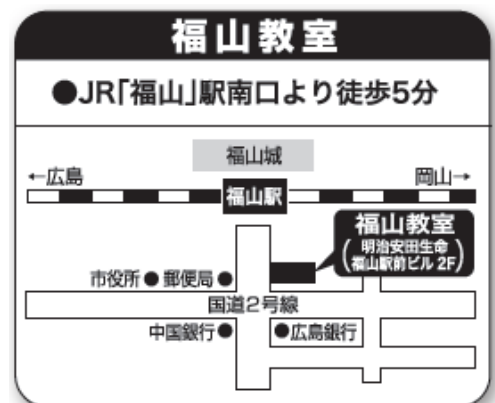 福山教室
●JR「福山」駅南口より徒歩5分
福山城
←広島
岡山→
福山駅
福山教室
(明治安田生命
福山駅前ビル 2F)
市役所●
郵便局●
国道2号線
中国銀行●
●広島銀行